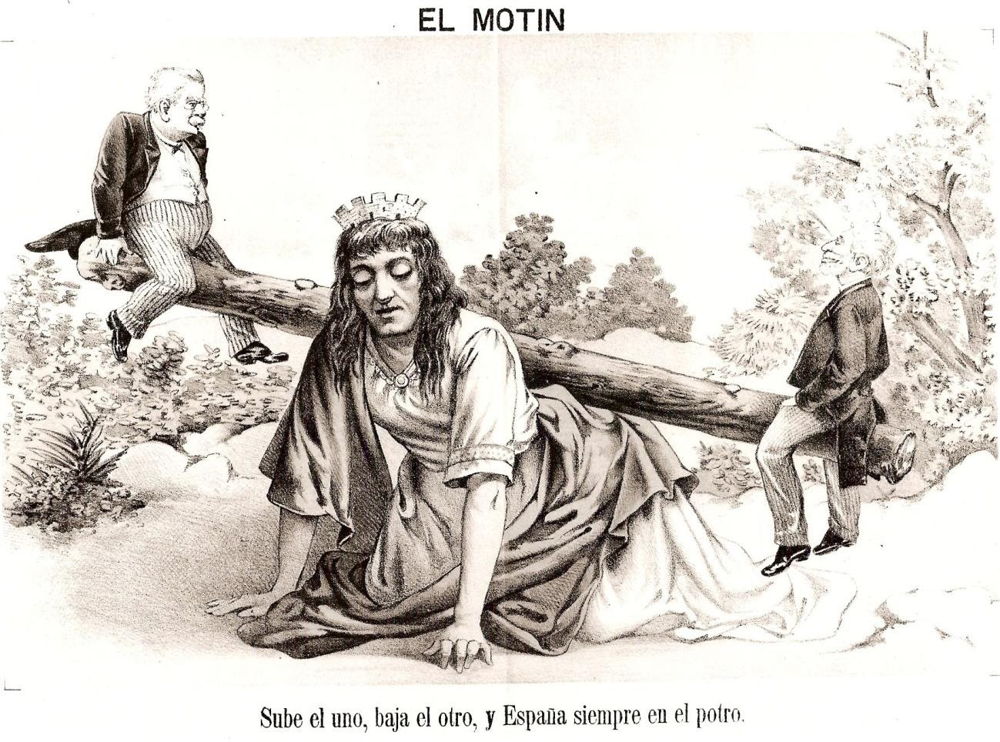 EL MOTIN
Sube el uno, baja el otro, y España siempre en el potro.